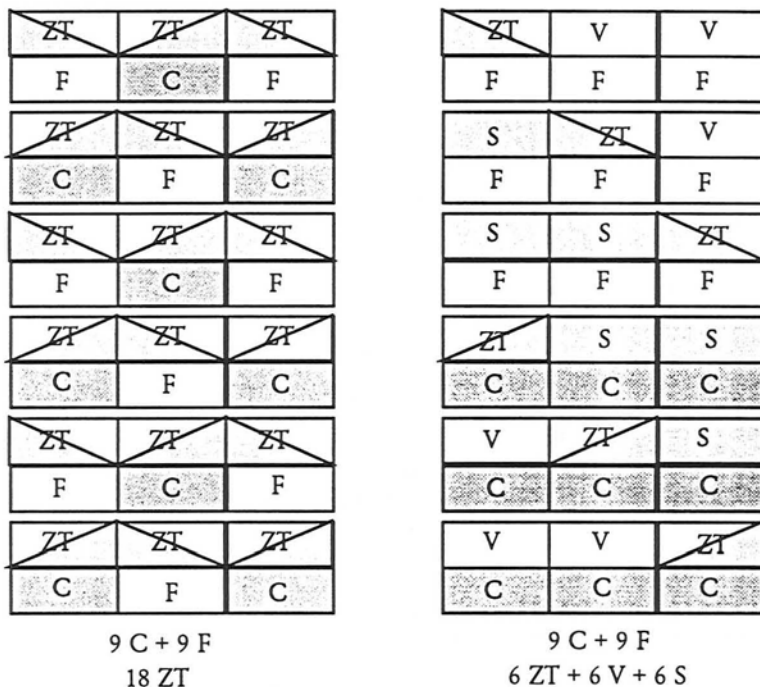 ZT ZT ZT
F C F
ZT ZT ZT
C F C
ZT ZT ZT
F C F
ZT ZT ZT
C F C
ZT ZT ZT
F C F
ZT ZT ZT
C F C
9 C + 9 F
18 ZT
ZT V V
F F F
S ZT V
F F F
S S ZT
F F F
ZT S S
C C C
V ZT S
C C C
V V ZT
C C C
9 C + 9 F
6 ZT + 6 V + 6 S